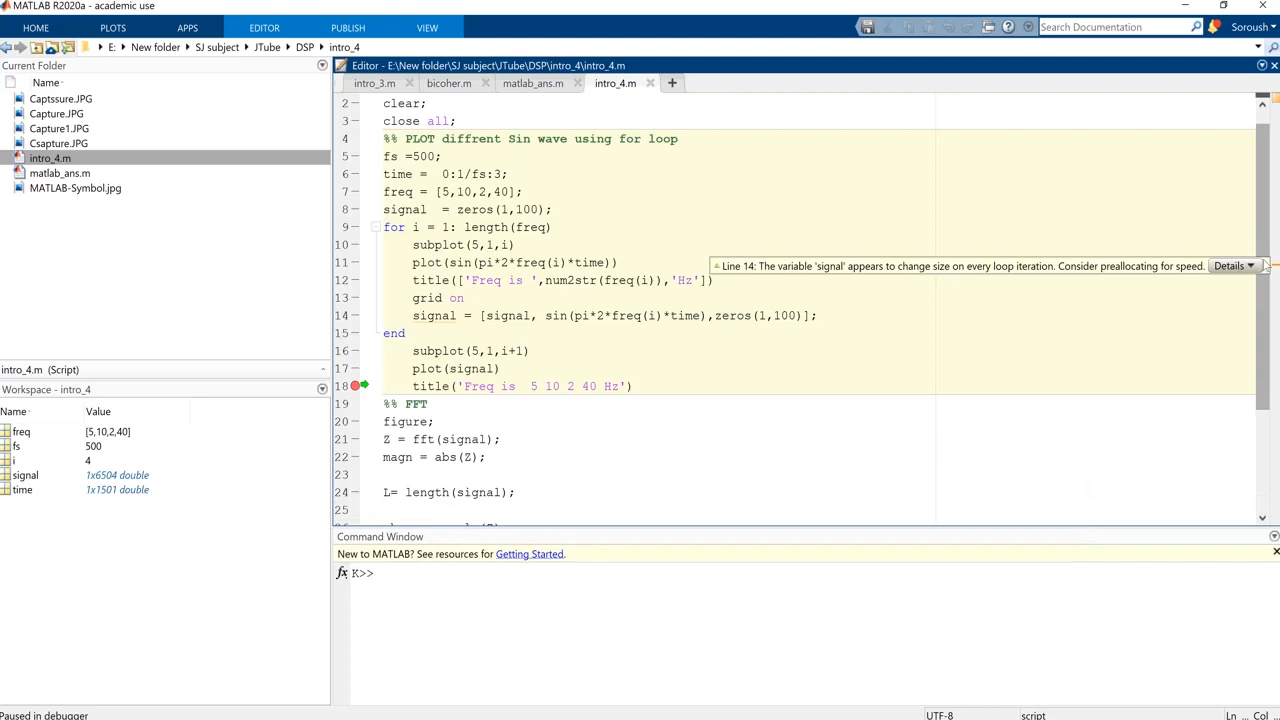 MATLAB R2020a - academic use
HOME PLOTS APPS EDITOR PUBLISH VIEW Search Documentation Soroush
E: New folder SJ subject JTube DSP intro_4
Current Folder
Name
Captssure.JPG
Capture.JPG
Capture1.JPG
Csapture.JPG
intro_4.m
matlab_ans.m
MATLAB-Symbol.jpg
intro_4.m (Script)
Workspace - intro_4
Name Value
freq [5,10,2,40]
fs 500
i 4
signal 1x6504 double
time 1x1501 double
Editor - E:\New folder\SJ subject\JTube\DSP\intro_4\intro_4.m
intro_3.m bicoher.m matlab_ans.m intro_4.m
2 clear;
3 close all;
4 %% PLOT diffrent Sin wave using for loop
5 fs =500;
6 time = 0:1/fs:3;
7 freq = [5,10,2,40];
8 signal = zeros(1,100);
9 for i = 1: length(freq)
10 subplot(5,1,i)
11 plot(sin(pi*2*freq(i)*time))
Line 14: The variable 'signal' appears to change size on every loop iteration. Consider preallocating for speed. Details
12 title(['Freq is ',num2str(freq(i)),'Hz'])
13 grid on
14 signal = [signal, sin(pi*2*freq(i)*time),zeros(1,100)];
15 end
16 subplot(5,1,i+1)
17 plot(signal)
18 title('Freq is 5 10 2 40 Hz')
19 %% FFT
20 figure;
21 Z = fft(signal);
22 magn = abs(Z);
23
24 L= length(signal);
25
Command Window
New to MATLAB? See resources for Getting Started.
fx K>>
Paused in debugger UTF-8 script Ln ... Col ...